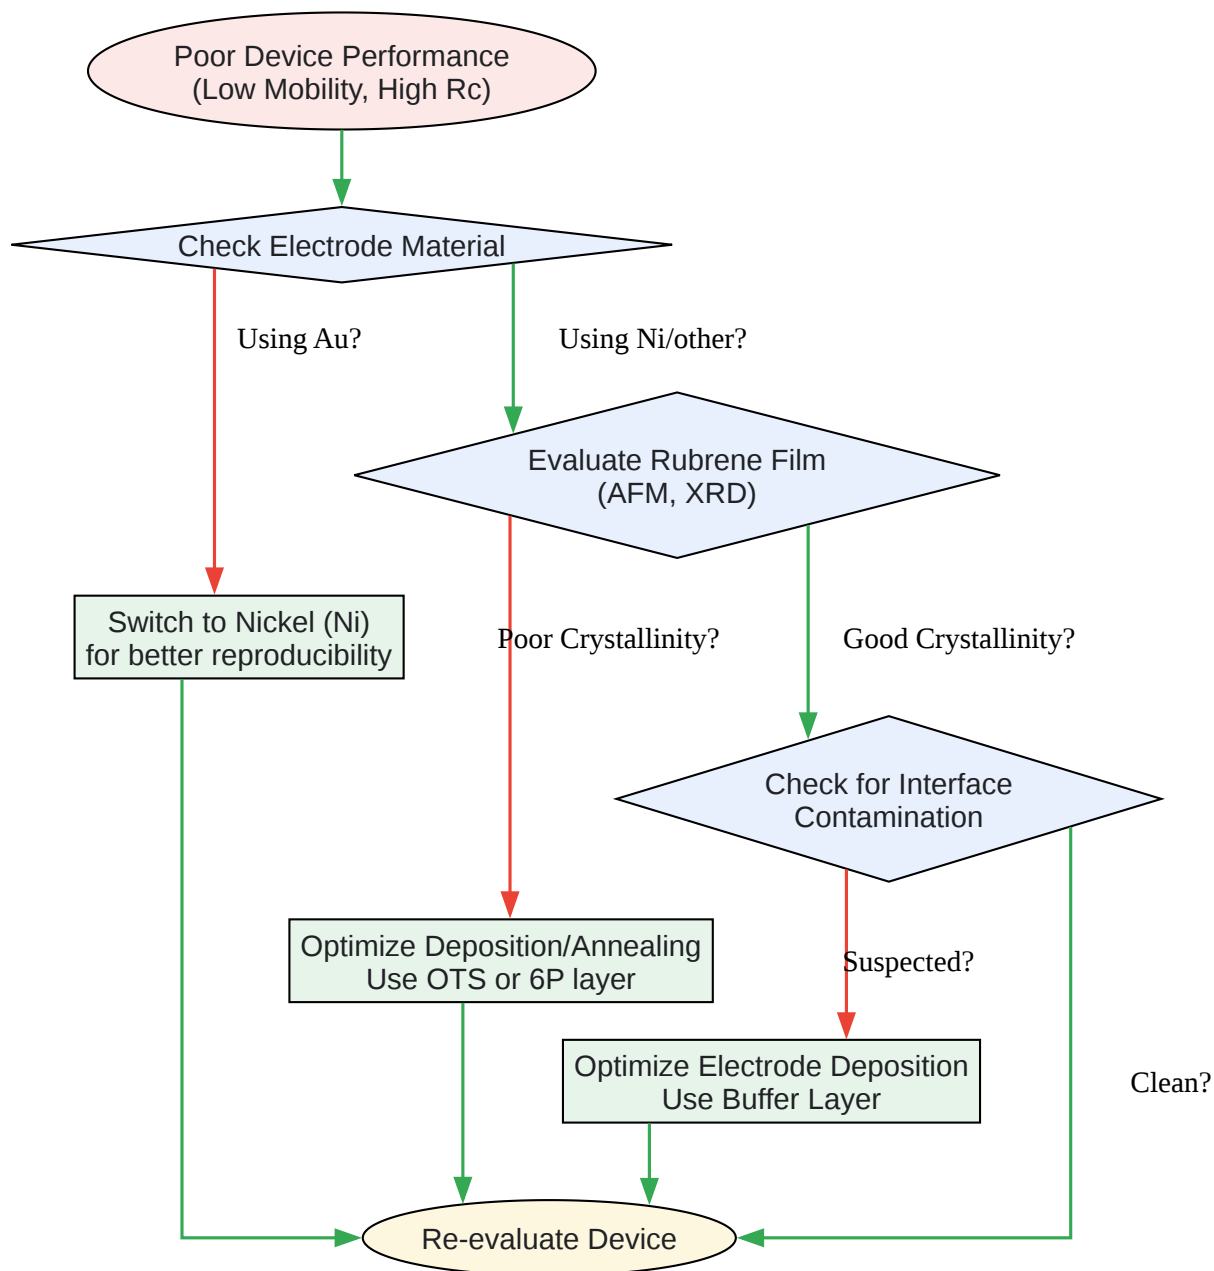 Poor Device Performance
(Low Mobility, High Rc)
Check Electrode Material
Using Au?
Using Ni/other?
Evaluate Rubrene Film
(AFM, XRD)
Switch to Nickel (Ni)
for better reproducibility
Poor Crystallinity?
Good Crystallinity?
Check for Interface
Contamination
Optimize Deposition/Annealing
Use OTS or 6P layer
Suspected?
Optimize Electrode Deposition
Use Buffer Layer
Clean?
Re-evaluate Device